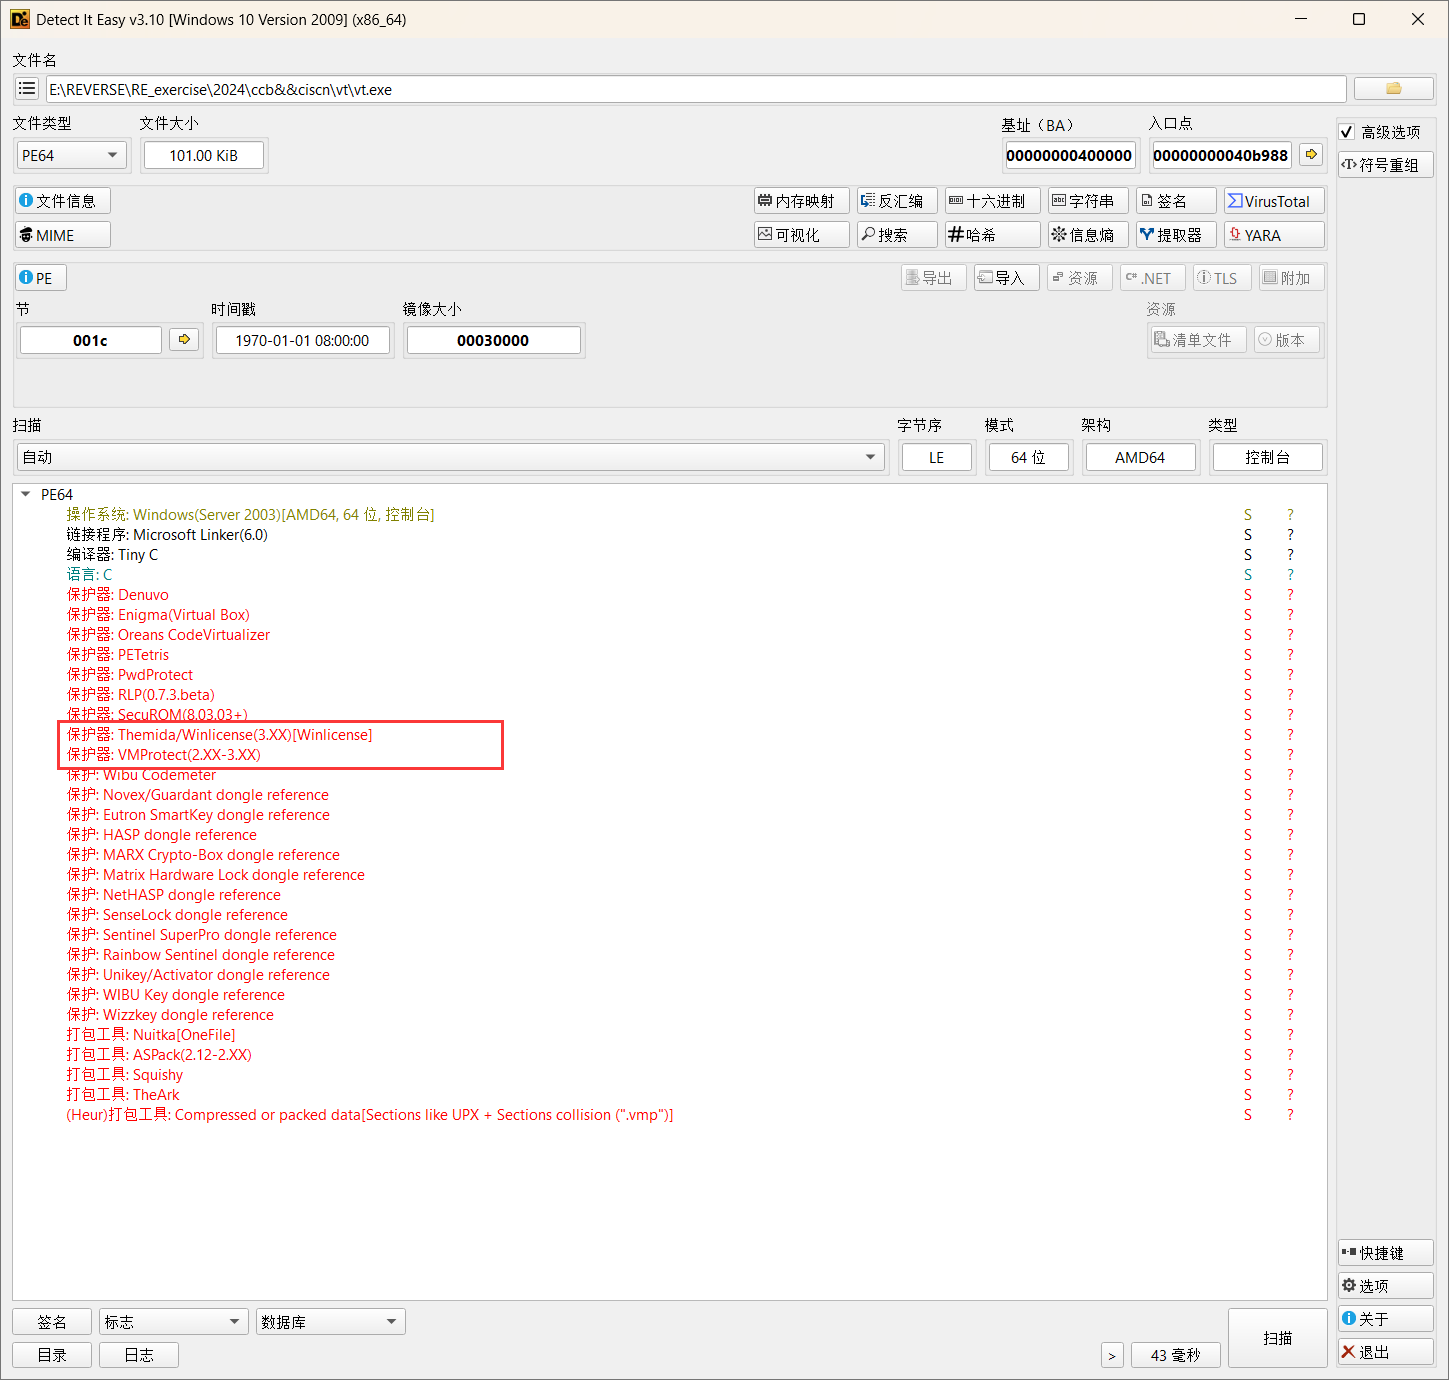 Detect It Easy v3.10 [Windows 10 Version 2009] (x86_64)
文件名
E:\REVERSE\RE_exercise\2024\ccb&&ciscn\vt\vt.exe
文件类型 文件大小 基址（BA） 入口点
PE64 101.00 KiB 00000000400000 00000000040b988
高级选项
符号重组
文件信息 内存映射 反汇编 十六进制 字符串 签名 VirusTotal
MIME 可视化 搜索 哈希 信息熵 提取器 YARA
PE 导出 导入 资源 .NET TLS 附加
节 时间戳 镜像大小 资源
001c 1970-01-01 08:00:00 00030000 清单文件 版本
扫描 字节序 模式 架构 类型
自动 LE 64 位 AMD64 控制台
PE64
操作系统: Windows(Server 2003)[AMD64, 64 位, 控制台] S ?
链接程序: Microsoft Linker(6.0) S ?
编译器: Tiny C S ?
语言: C S ?
保护器: Denuvo S ?
保护器: Enigma(Virtual Box) S ?
保护器: Oreans CodeVirtualizer S ?
保护器: PETetris S ?
保护器: PwdProtect S ?
保护器: RLP(0.7.3.beta) S ?
保护器: SecuROM(8.03.03+) S ?
保护器: Themida/Winlicense(3.XX)[Winlicense] S ?
保护器: VMProtect(2.XX-3.XX) S ?
保护: Wibu Codemeter S ?
保护: Novex/Guardant dongle reference S ?
保护: Eutron SmartKey dongle reference S ?
保护: HASP dongle reference S ?
保护: MARX Crypto-Box dongle reference S ?
保护: Matrix Hardware Lock dongle reference S ?
保护: NetHASP dongle reference S ?
保护: SenseLock dongle reference S ?
保护: Sentinel SuperPro dongle reference S ?
保护: Rainbow Sentinel dongle reference S ?
保护: Unikey/Activator dongle reference S ?
保护: WIBU Key dongle reference S ?
保护: Wizzkey dongle reference S ?
打包工具: Nuitka[OneFile] S ?
打包工具: ASPack(2.12-2.XX) S ?
打包工具: Squishy S ?
打包工具: TheArk S ?
(Heur)打包工具: Compressed or packed data[Sections like UPX + Sections collision (".vmp")] S ?
快捷键
选项
关于
退出
签名 标志 数据库 扫描
目录 日志 > 43 毫秒